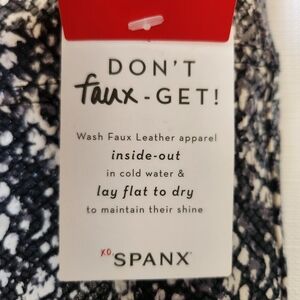 DON'T
faux-GET!
Wash Faux Leather apparel
inside-out
in cold water &
lay flat to dry
to maintain their shine
xo SPANX